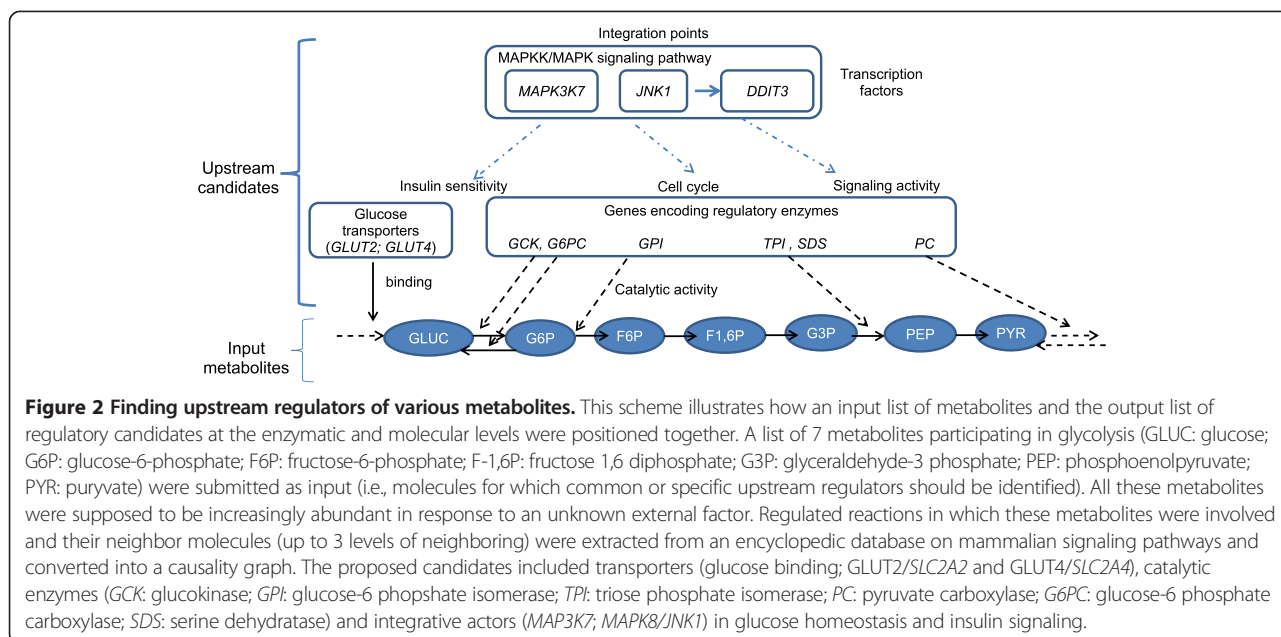 Integration points
MAPKK/MAPK signaling pathway
MAPK3K7
JNK1
DDIT3
Transcription
factors
Upstream
candidates
Insulin sensitivity
Cell cycle
Signaling activity
Glucose
transporters
(GLUT2; GLUT4)
Genes encoding regulatory enzymes
GCK, G6PC
GPI
TPI , SDS
PC
binding
Catalytic activity
Input
metabolites
GLUC
G6P
F6P
F1,6P
G3P
PEP
PYR
Figure 2 Finding upstream regulators of various metabolites. This scheme illustrates how an input list of metabolites and the output list of
regulatory candidates at the enzymatic and molecular levels were positioned together. A list of 7 metabolites participating in glycolysis (GLUC: glucose;
G6P: glucose-6-phosphate; F6P: fructose-6-phosphate; F-1,6P: fructose 1,6 diphosphate; G3P: glyceraldehyde-3 phosphate; PEP: phosphoenolpyruvate;
PYR: puryvate) were submitted as input (i.e., molecules for which common or specific upstream regulators should be identified). All these metabolites
were supposed to be increasingly abundant in response to an unknown external factor. Regulated reactions in which these metabolites were involved
and their neighbor molecules (up to 3 levels of neighboring) were extracted from an encyclopedic database on mammalian signaling pathways and
converted into a causality graph. The proposed candidates included transporters (glucose binding; GLUT2/SLC2A2 and GLUT4/SLC2A4), catalytic
enzymes (GCK: glucokinase; GPI: glucose-6 phopshate isomerase; TPI: triose phosphate isomerase; PC: pyruvate carboxylase; G6PC: glucose-6 phosphate
carboxylase; SDS: serine dehydratase) and integrative actors (MAP3K7; MAPK8/JNK1) in glucose homeostasis and insulin signaling.